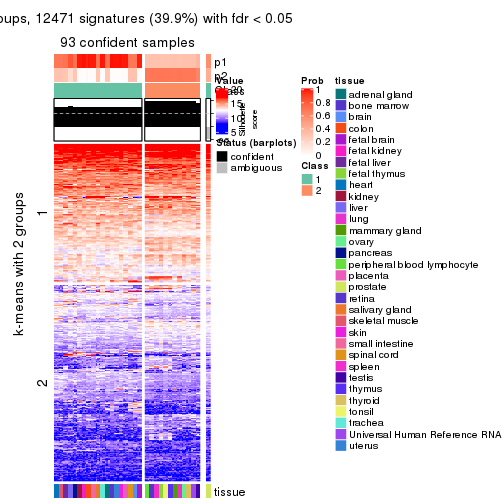 oups, 12471 signatures (39.9%) with fdr < 0.05
93 confident samples
p1
p2
Class
Value
15
10
5
0
Silhouette
score
Status (barplots)
confident
ambiguous
Prob
1
0.8
0.6
0.4
0.2
0
Class
1
2
k-means with 2 groups
1
2
tissue
tissue
adrenal gland
bone marrow
brain
colon
fetal brain
fetal kidney
fetal liver
fetal thymus
heart
kidney
liver
lung
mammary gland
ovary
pancreas
peripheral blood lymphocyte
placenta
prostate
retina
salivary gland
skeletal muscle
skin
small intestine
spinal cord
spleen
testis
thymus
thyroid
tonsil
trachea
Universal Human Reference RNA
uterus